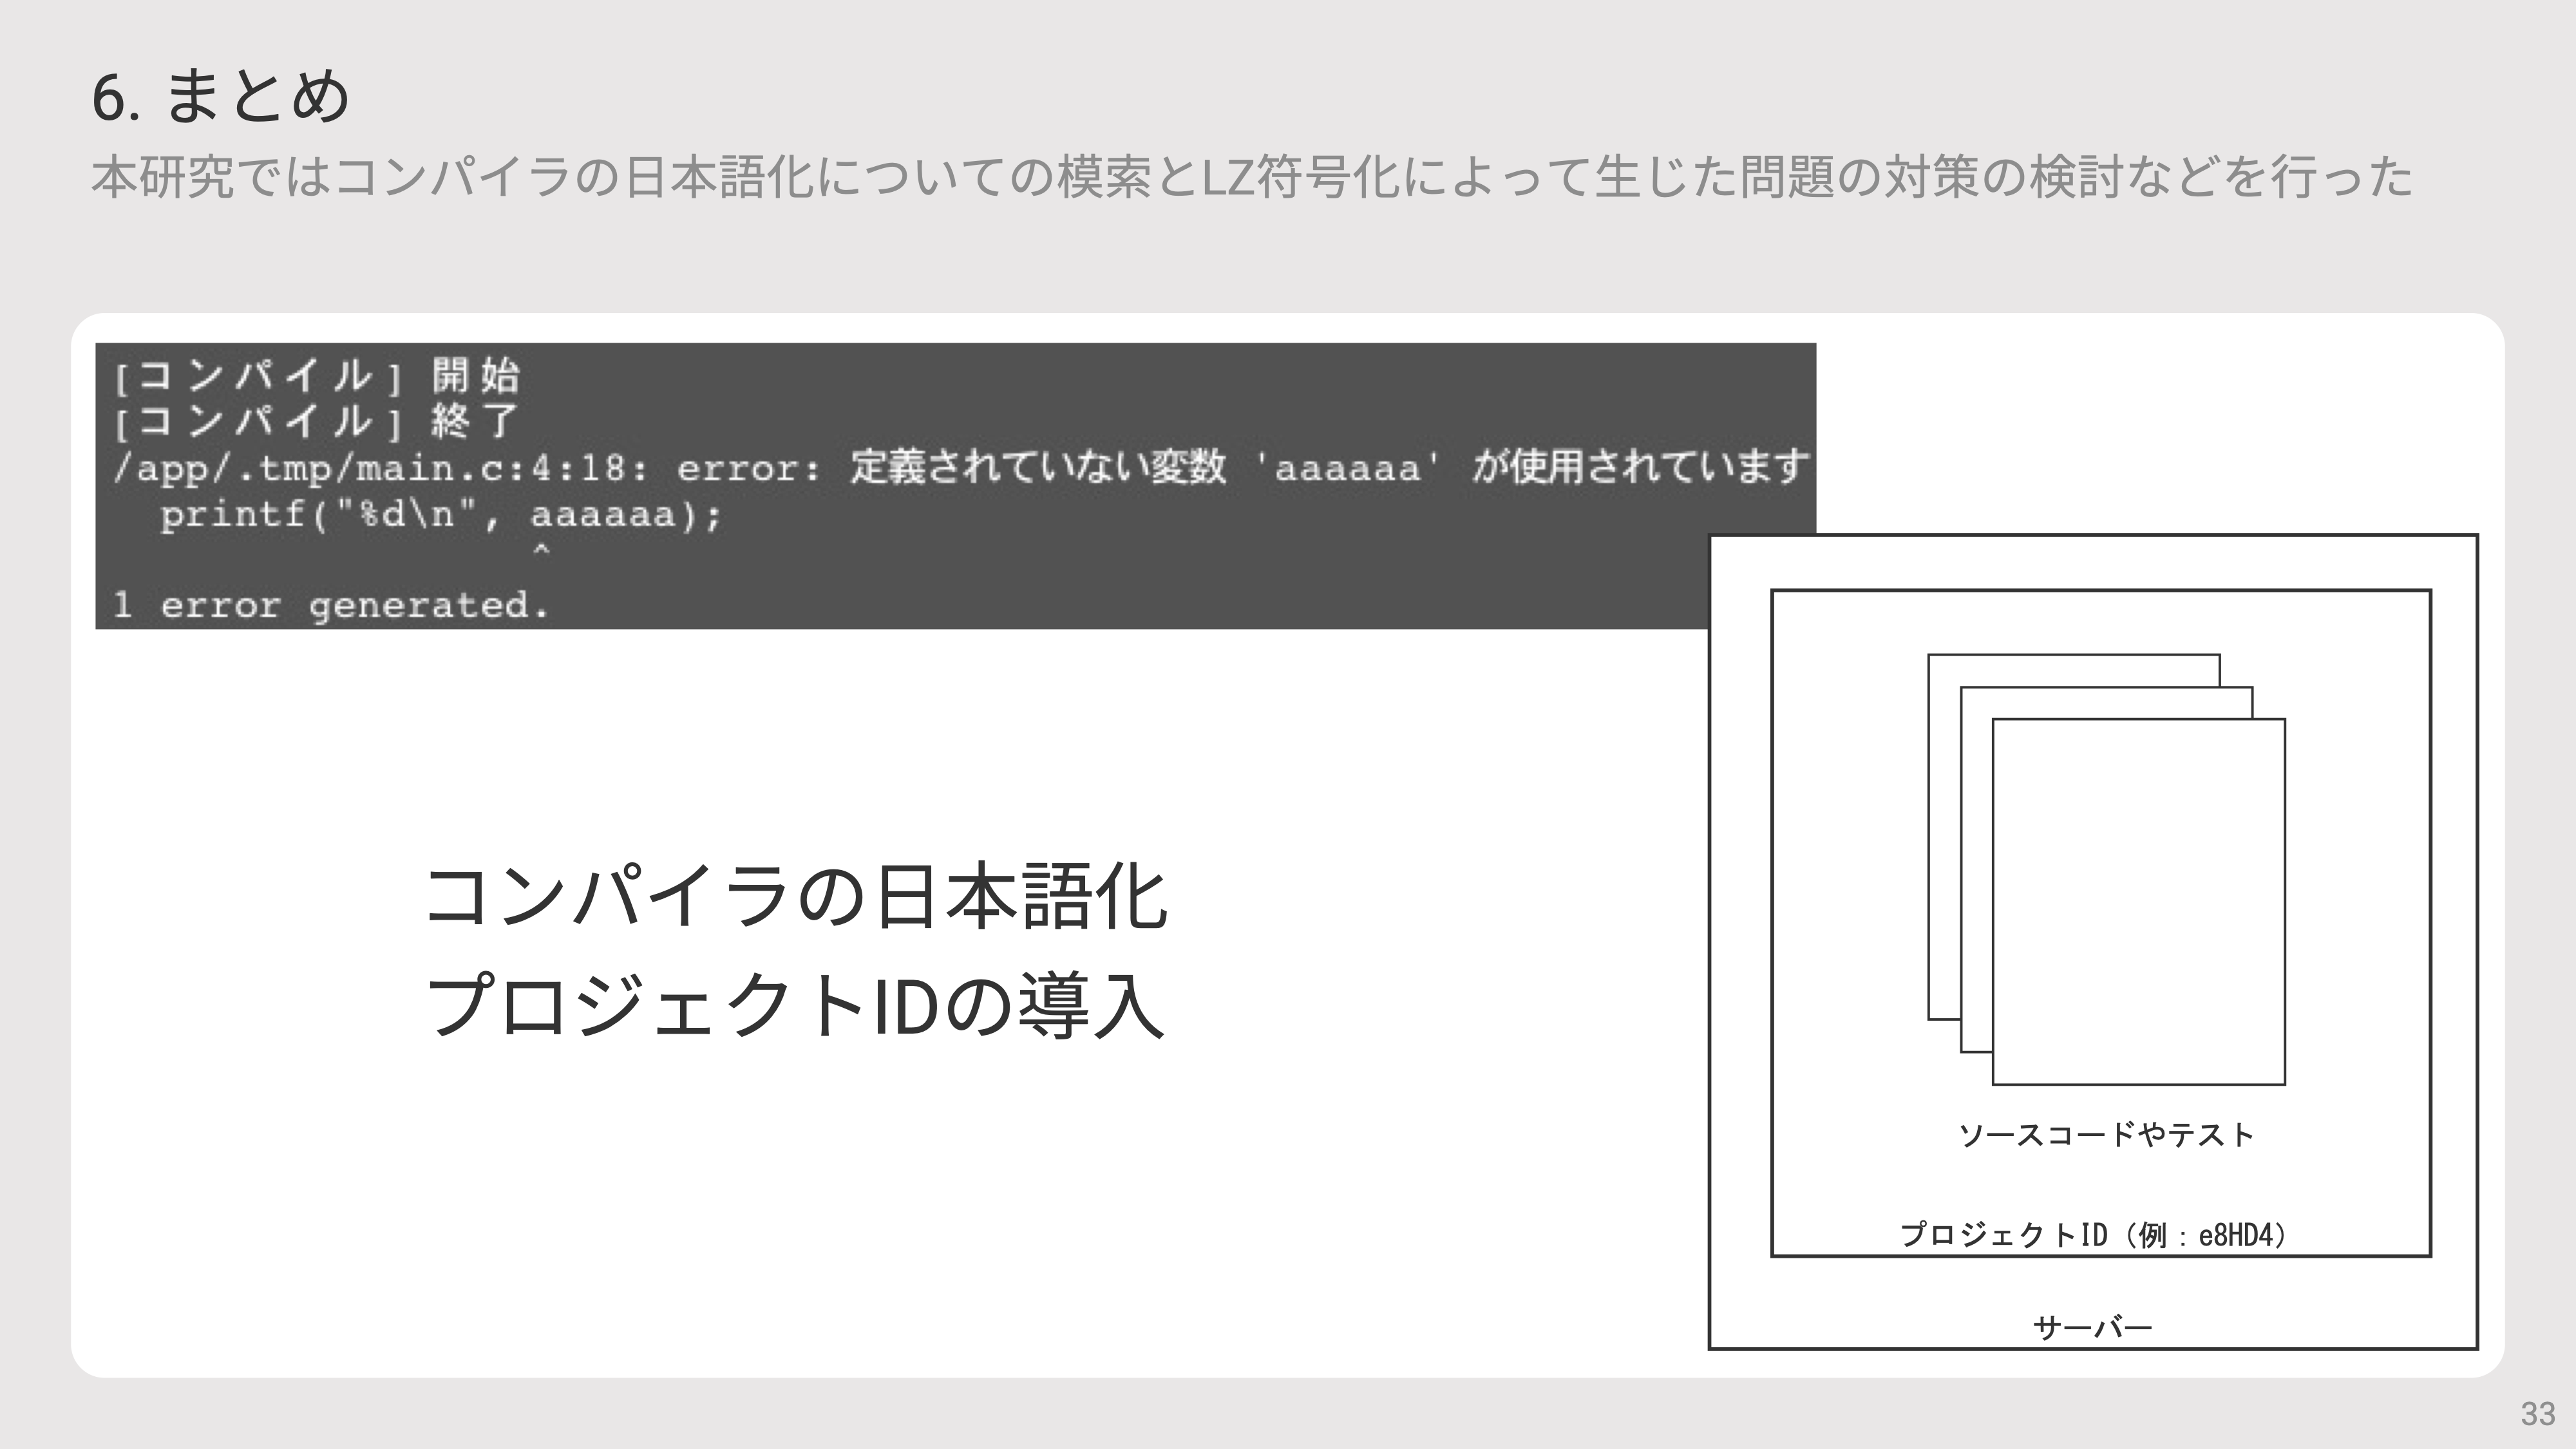 6. まとめ
本研究ではコンパイラの日本語化についての模索とLZ符号化によって生じた問題の対策の検討などを行った
[コンパイル] 開始
[コンパイル] 終了
/app/.tmp/main.c:4:18: error: 定義されていない変数 'aaaaaa' が使用されています
  printf("%d\n", aaaaaa);
                 ^
1 error generated.
コンパイラの日本語化
プロジェクトIDの導入
ソースコードやテスト
プロジェクトID（例：e8HD4）
サーバー
33